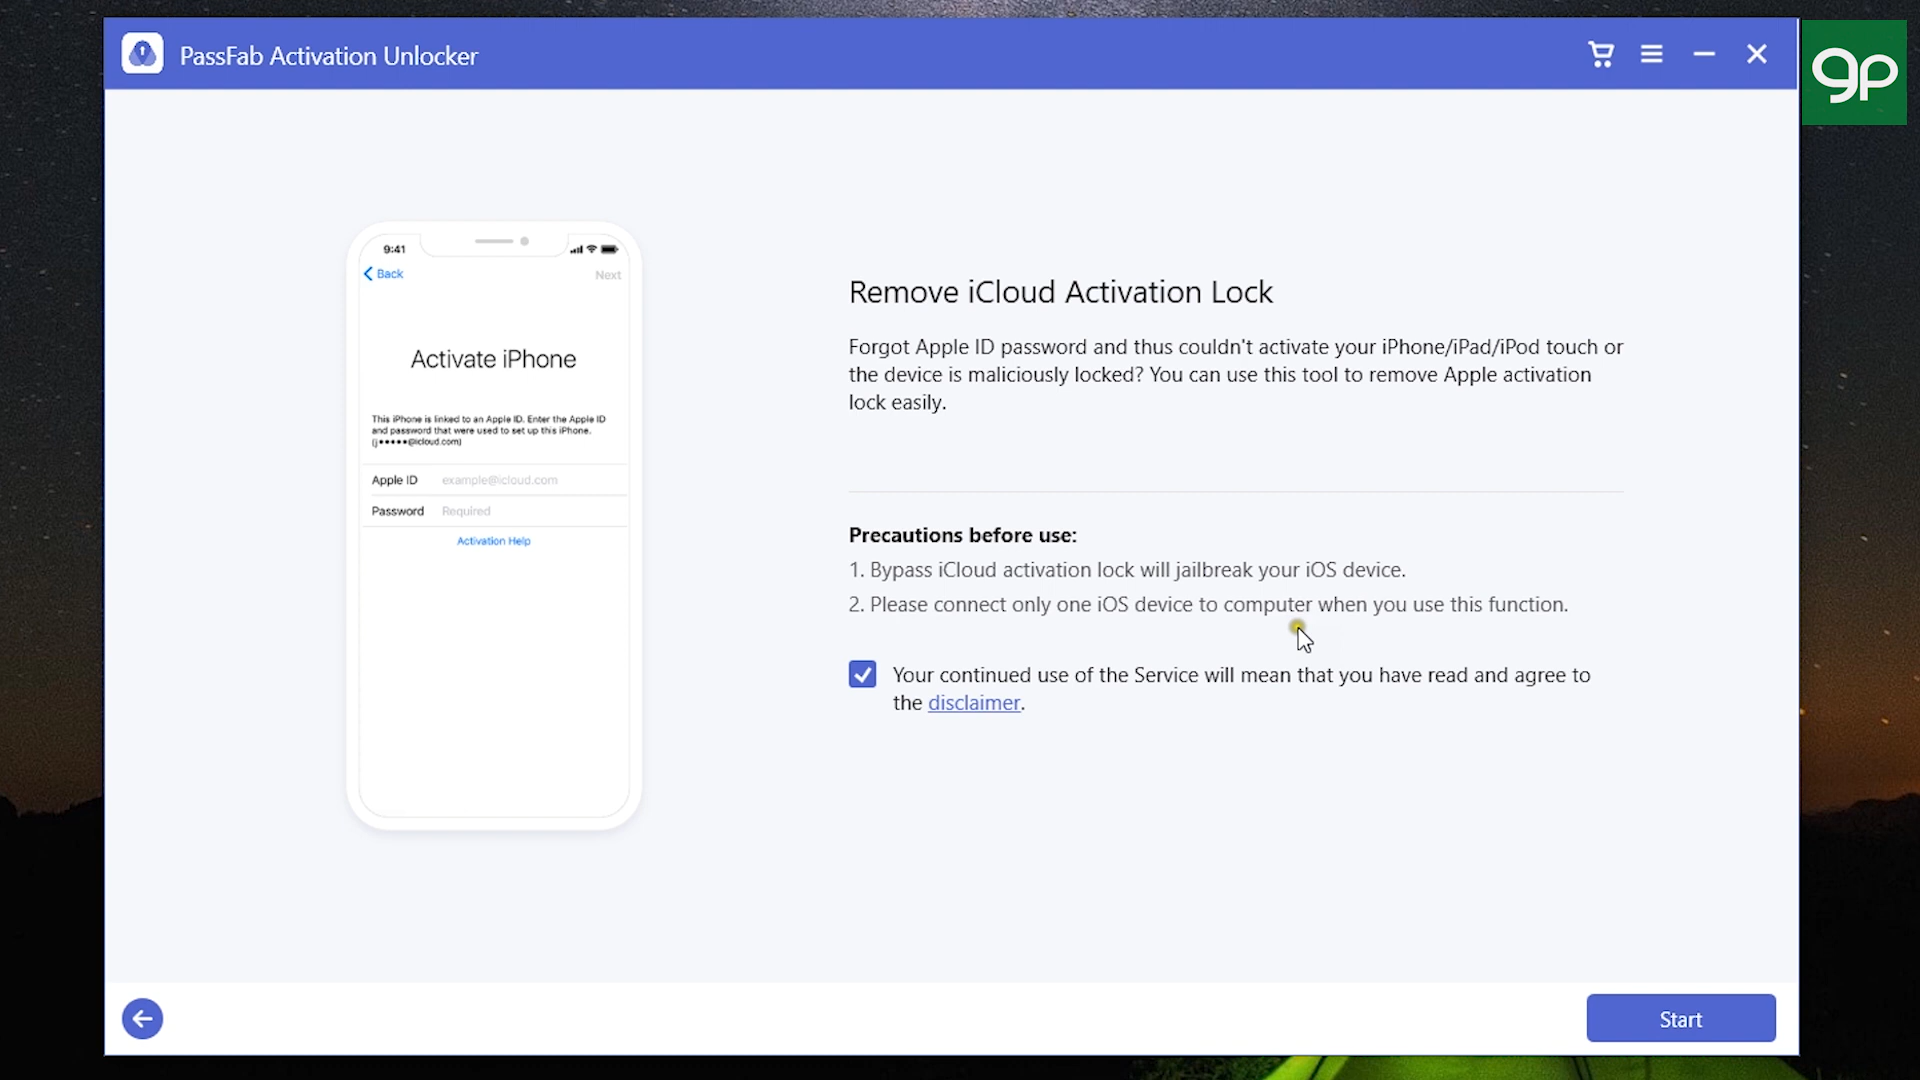 PassFab Activation Unlocker
gp
9:41
Back
Next
Activate iPhone
This iPhone is linked to an Apple ID. Enter the Apple ID
and password that were used to set up this iPhone.
(j•••••@icloud.com)
Apple ID example@icloud.com
Password Required
Activation Help
Remove iCloud Activation Lock
Forgot Apple ID password and thus couldn't activate your iPhone/iPad/iPod touch or
the device is maliciously locked? You can use this tool to remove Apple activation
lock easily.
Precautions before use:
1. Bypass iCloud activation lock will jailbreak your iOS device.
2. Please connect only one iOS device to computer when you use this function.
Your continued use of the Service will mean that you have read and agree to
the disclaimer.
Start